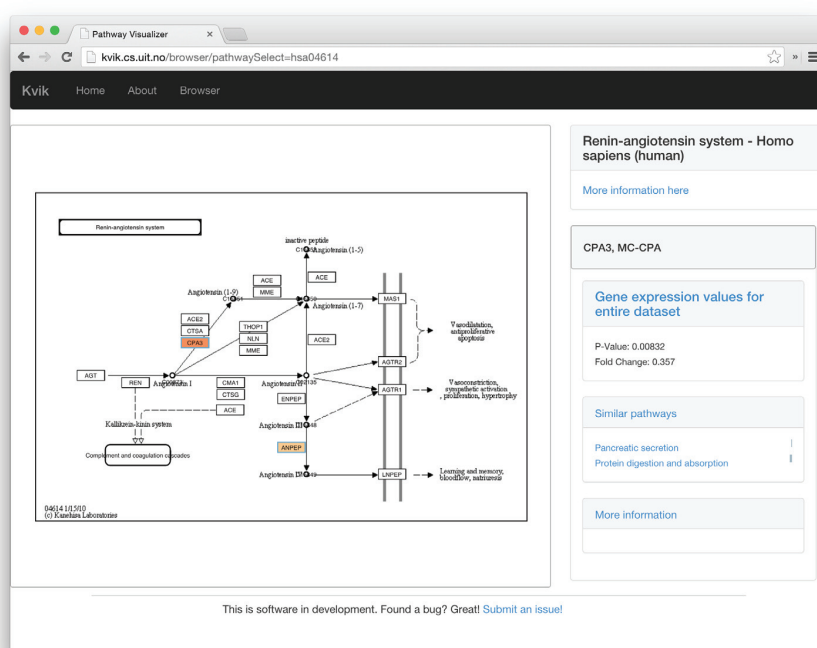 Pathway Visualizer
kvik.cs.uit.no/browser/pathwaySelect=hsa04614
Kvik Home About Browser
Renin-angiotensin system
inactive peptide
Angiotensin (1-5)
ACE
ACE
MME
Angiotensin (1-9)
Angiotensin (1-7)
MAS1
ACE2
CTSA
CPA3
THOP1
NLN
MME
ACE2
Vasodilatation,
antiproliferative
apoptosis
AGTR2
AGT
REN
Angiotensin I
CMA1
CTSG
ACE
Angiotensin II
ENPEP
AGTR1
Vasoconstriction,
sympathetic activation
, proliferation, hypertrophy
Kallikrein-kinin system
Angiotensin III
ANPEP
Complement and coagulation cascades
Angiotensin IV
LNPEP
Learning and memory,
bloodflow, natriuresis
04614 1/15/10
(c) Kanehisa Laboratories
Renin-angiotensin system - Homo
sapiens (human)
More information here
CPA3, MC-CPA
Gene expression values for
entire dataset
P-Value: 0.00832
Fold Change: 0.357
Similar pathways
Pancreatic secretion
Protein digestion and absorption
More information
This is software in development. Found a bug? Great! Submit an issue!